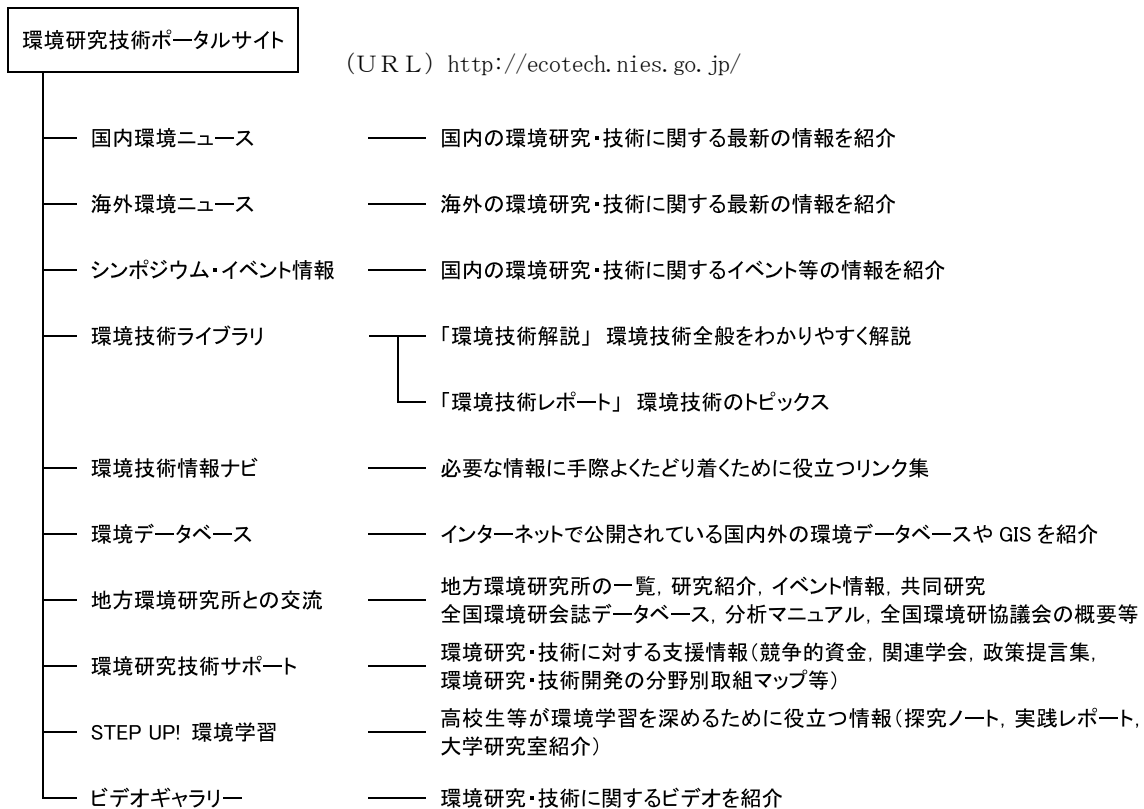 環境研究技術ポータルサイト
(URL) http://ecotech.nies.go.jp/
国内環境ニュース
国内の環境研究・技術に関する最新の情報を紹介
海外環境ニュース
海外の環境研究・技術に関する最新の情報を紹介
シンポジウム・イベント情報
国内の環境研究・技術に関するイベント等の情報を紹介
環境技術ライブラリ
「環境技術解説」 環境技術全般をわかりやすく解説
「環境技術レポート」 環境技術のトピックス
環境技術情報ナビ
必要な情報に手際よくたどり着くために役立つリンク集
環境データベース
インターネットで公開されている国内外の環境データベースや GIS を紹介
地方環境研究所との交流
地方環境研究所の一覧, 研究紹介, イベント情報, 共同研究
全国環境研会誌データベース, 分析マニュアル, 全国環境研協議会の概要等
環境研究技術サポート
環境研究・技術に対する支援情報(競争的資金, 関連学会, 政策提言集,
環境研究・技術開発の分野別取組マップ等)
STEP UP! 環境学習
高校生等が環境学習を深めるために役立つ情報(探究ノート, 実践レポート,
大学研究室紹介)
ビデオギャラリー
環境研究・技術に関するビデオを紹介